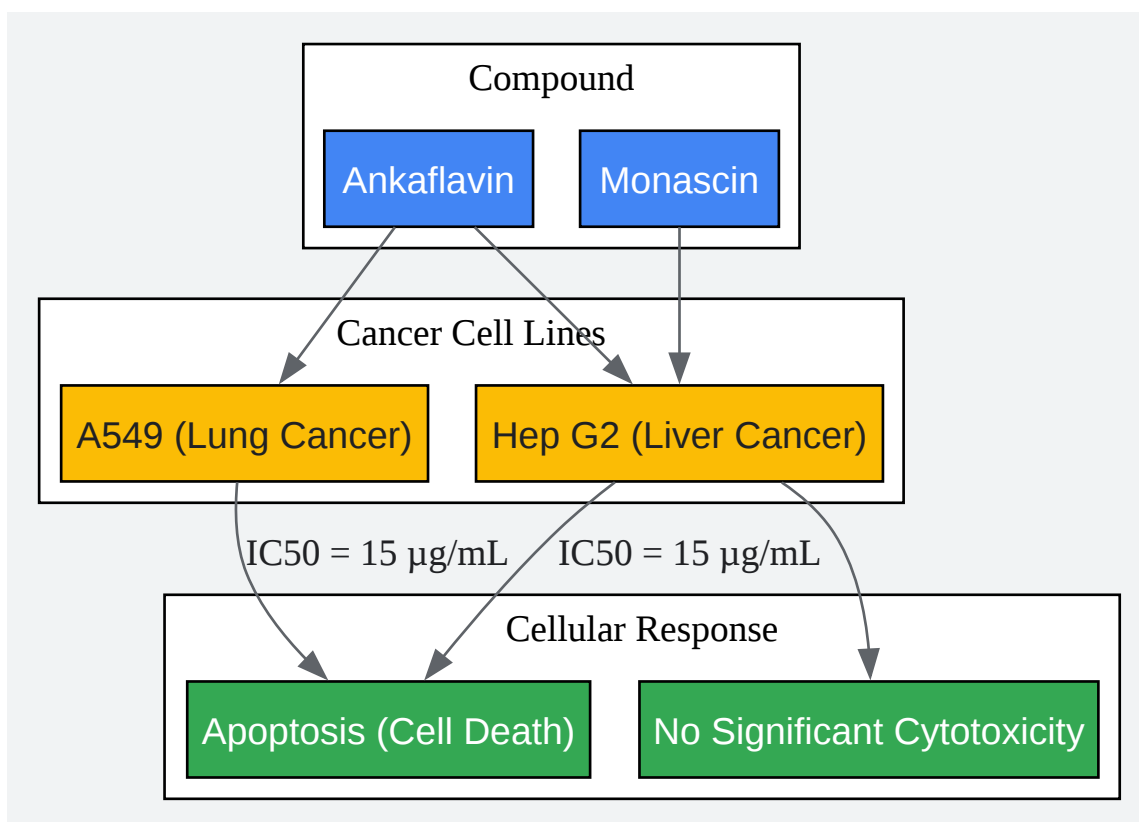 Compound
Ankaflavin
Monascin
Cancer Cell Lines
A549 (Lung Cancer)
Hep G2 (Liver Cancer)
IC50 = 15 µg/mL
IC50 = 15 µg/mL
Cellular Response
Apoptosis (Cell Death)
No Significant Cytotoxicity